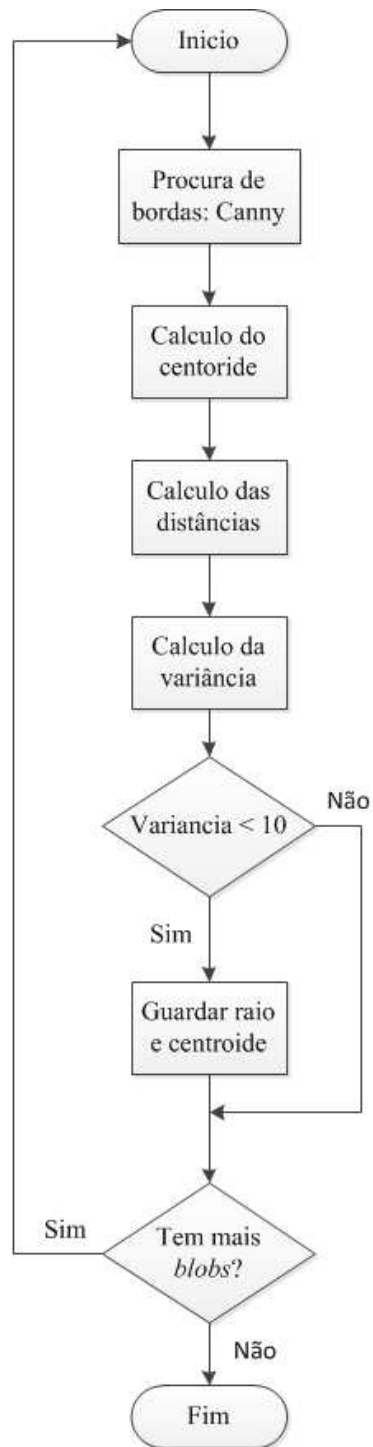 Inicio
Procura de
bordas: Canny
Calculo do
centoride
Calculo das
distâncias
Calculo da
variância
Variancia < 10
Não
Sim
Guardar raio
e centroide
Sim
Tem mais
blobs?
Não
Fim